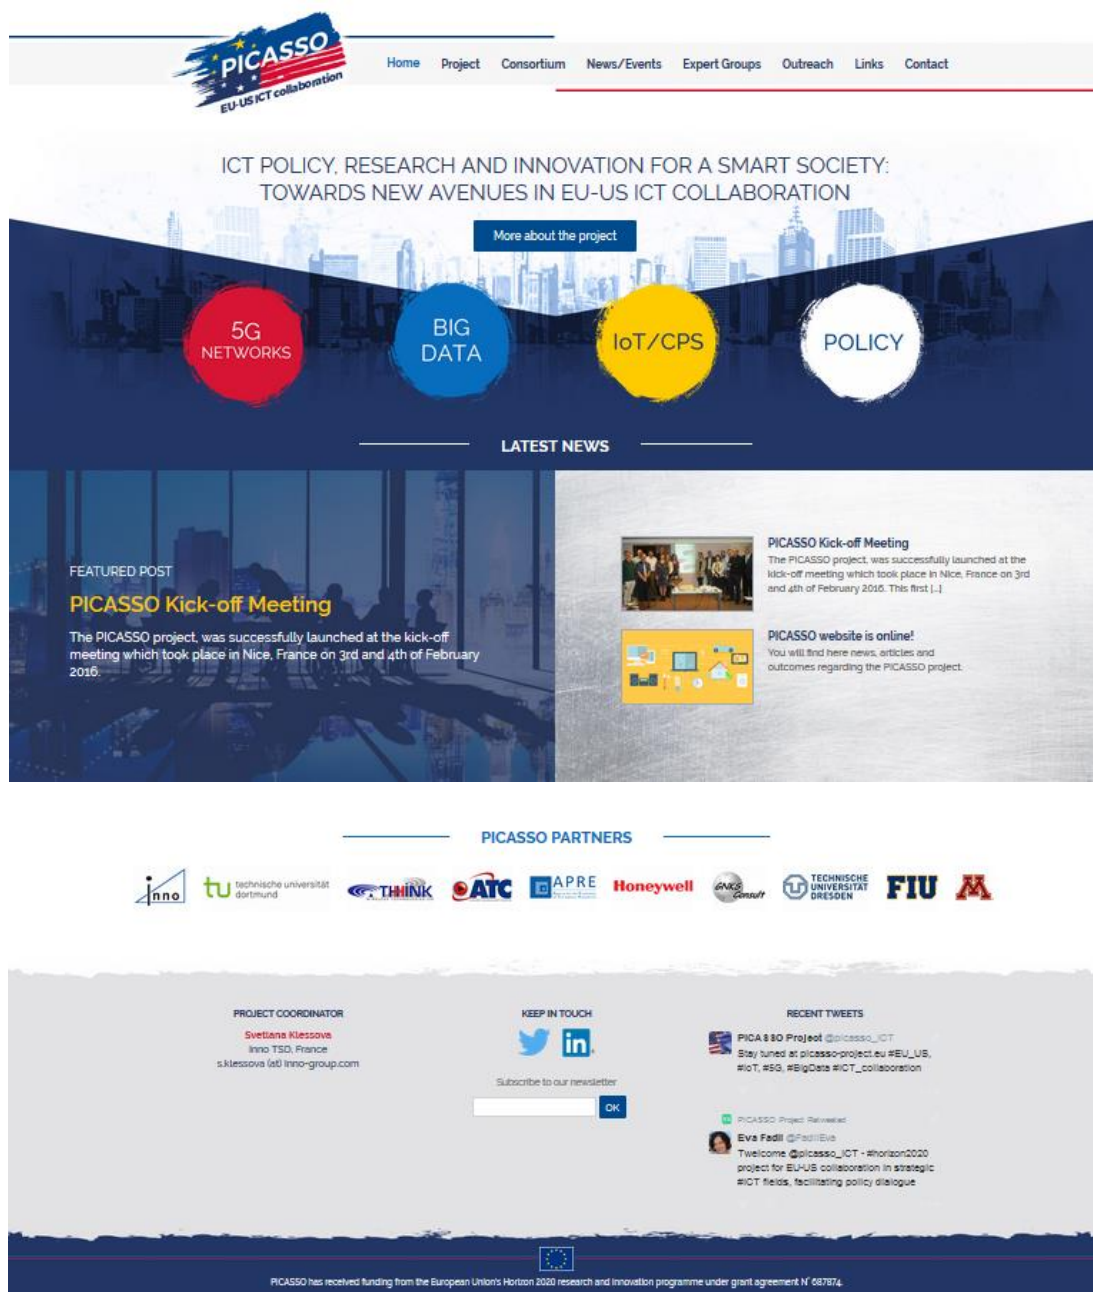 PICASSO
EU-US ICT collaboration
Home Project Consortium News/Events Expert Groups Outreach Links Contact
ICT POLICY, RESEARCH AND INNOVATION FOR A SMART SOCIETY:
TOWARDS NEW AVENUES IN EU-US ICT COLLABORATION
More about the project
5G
NETWORKS
BIG
DATA
IoT/CPS
POLICY
LATEST NEWS
FEATURED POST
PICASSO Kick-off Meeting
The PICASSO project, was successfully launched at the kick-off
meeting which took place in Nice, France on 3rd and 4th of February
2016.
PICASSO Kick-off Meeting
The PICASSO project, was successfully launched at the
kick-off meeting which took place in Nice, France on 3rd
and 4th of February 2016. This first [...]
PICASSO website is online!
You will find here news, articles and
outcomes regarding the PICASSO project.
PICASSO PARTNERS
inno
tu technische universität
dortmund
THHINK
ATC
APRE
Honeywell
GNKS
Consult
TECHNISCHE
UNIVERSITÄT
DRESDEN
FIU
M
PROJECT COORDINATOR
Svetlana Klessova
inno TSD, France
s.klessova (at) inno-group.com
KEEP IN TOUCH
in
Subscribe to our newsletter
OK
RECENT TWEETS
PICASSO Project @picasso_ICT
Stay tuned at picasso-project.eu #EU_US,
#IoT, #5G, #BigData #ICT_collaboration
PICASSO Project Retweeted
Eva Fadil @FadilEva
Twelcome @picasso_ICT - #horizon2020
project for EU-US collaboration in strategic
#ICT fields, facilitating policy dialogue
PICASSO has received funding from the European Union's Horizon 2020 research and innovation programme under grant agreement N° 687874.